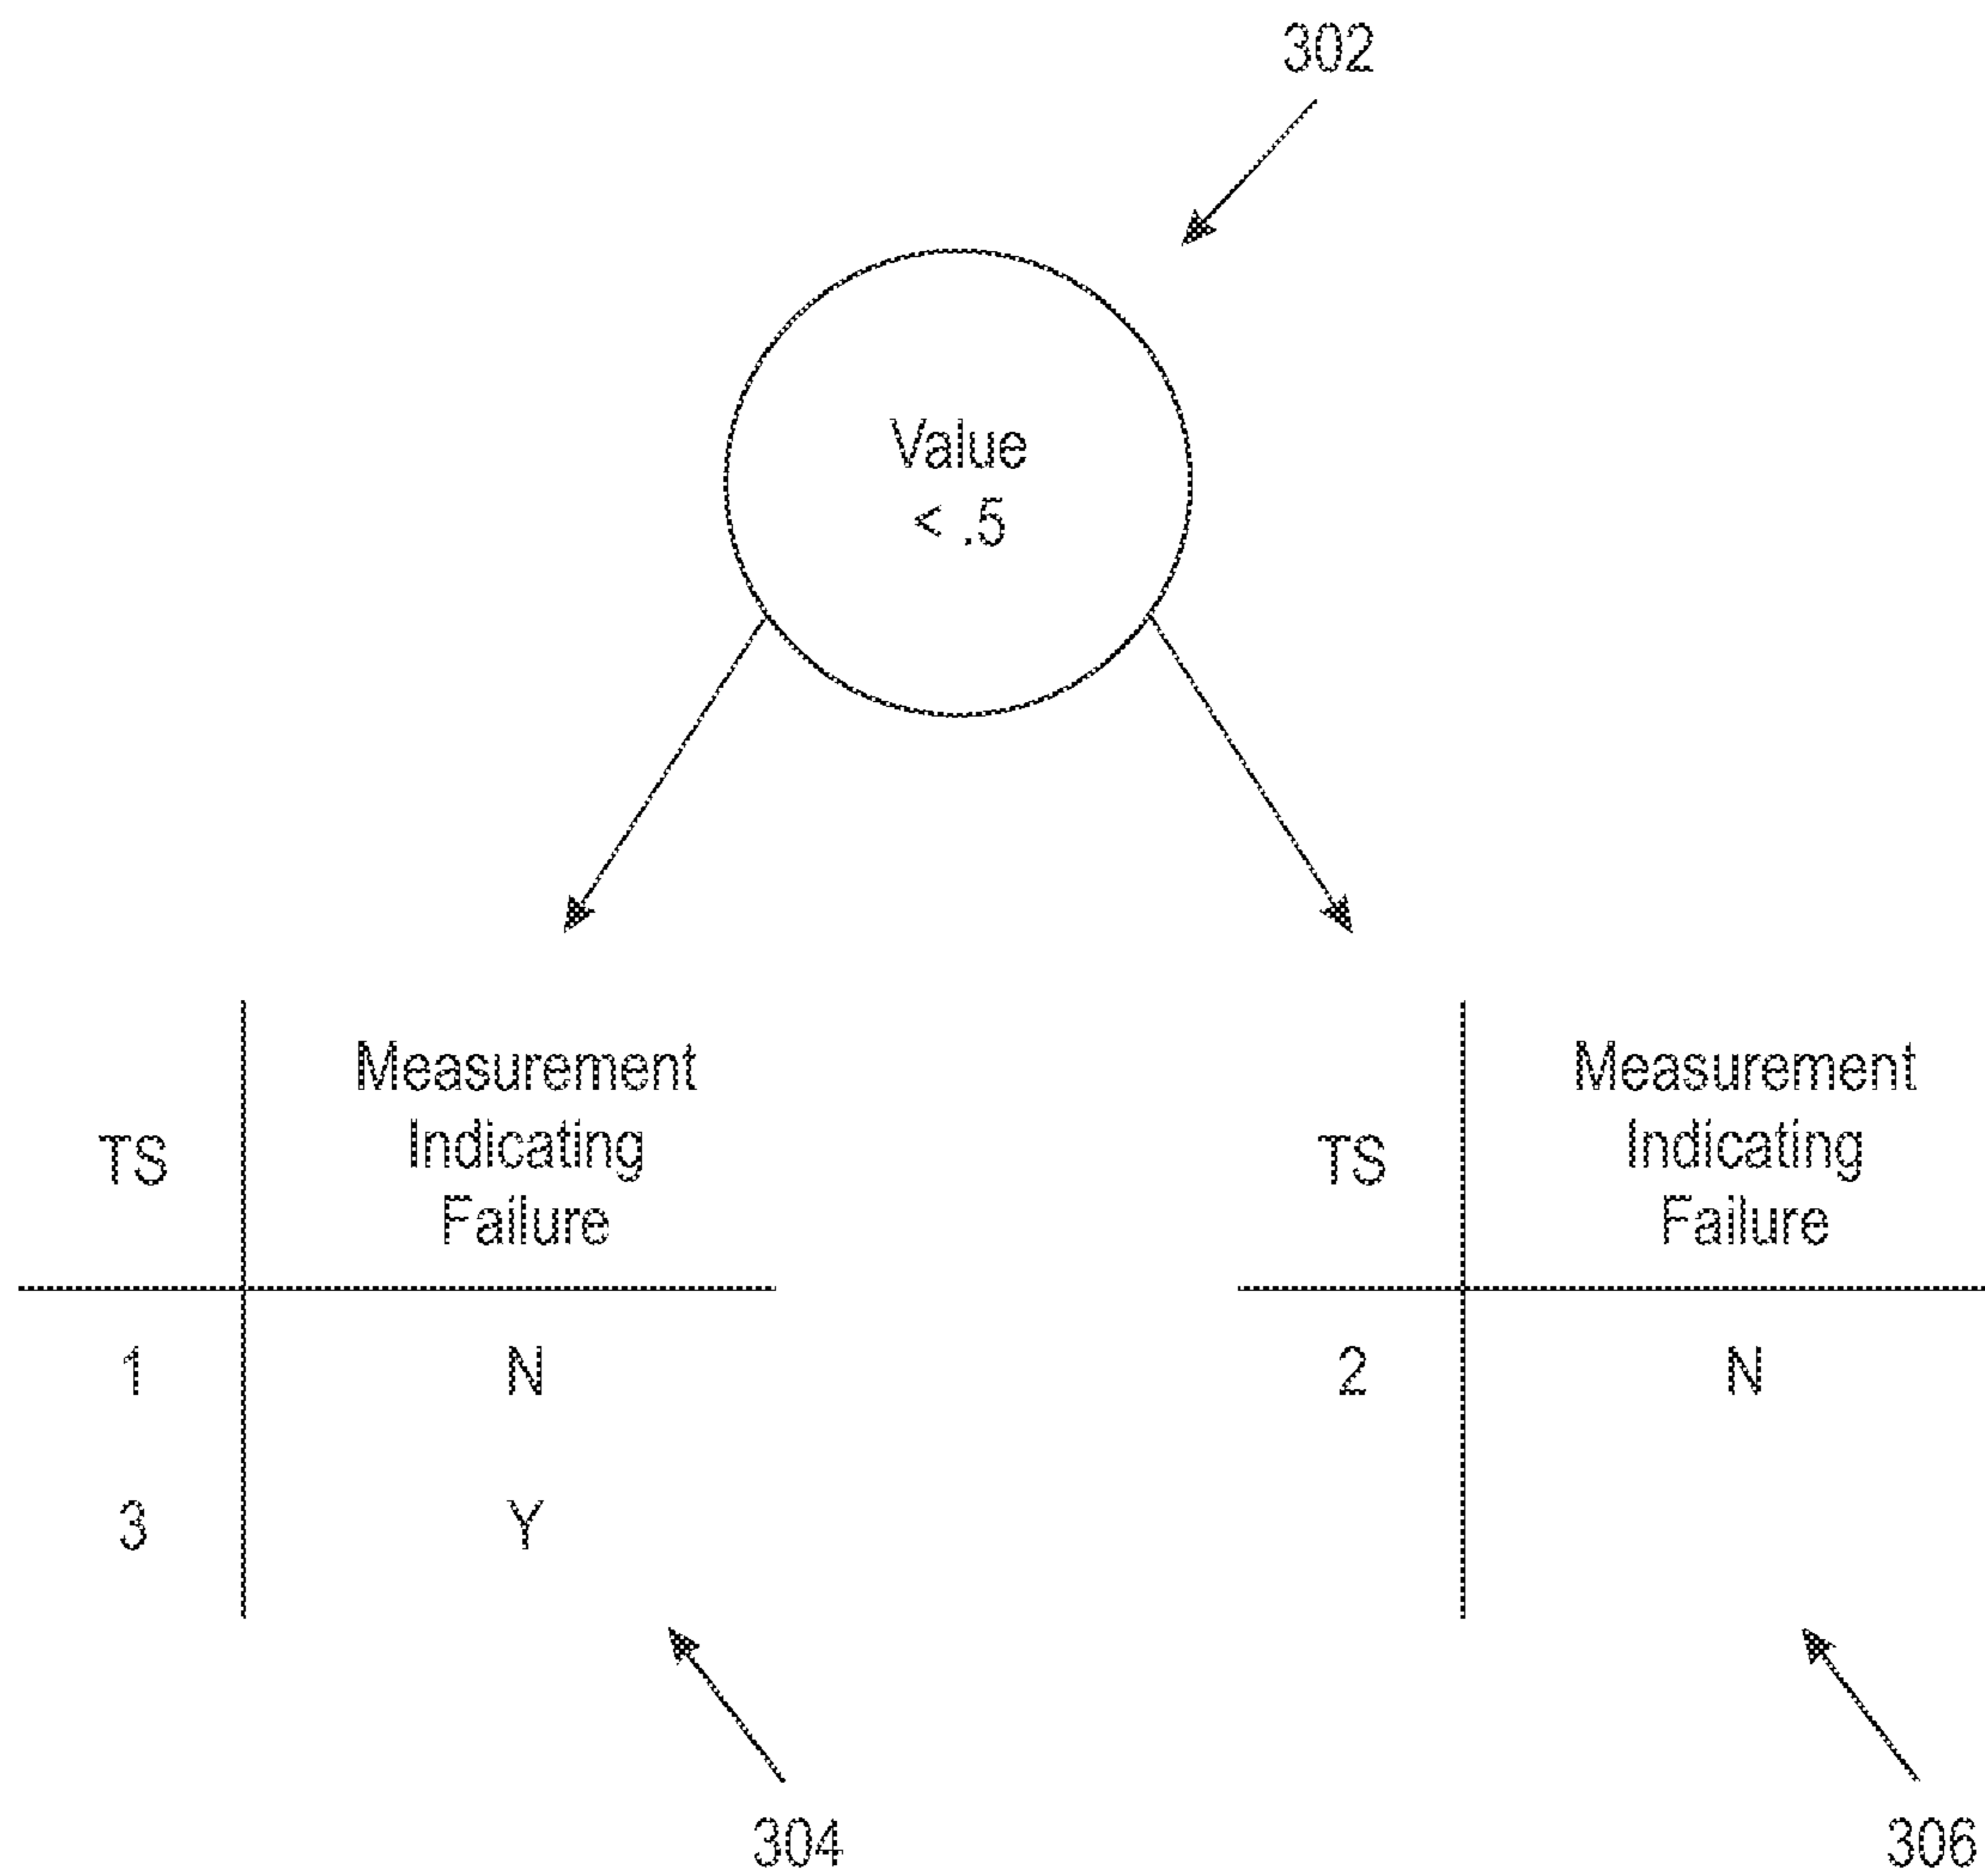 302
Value
< .5
TS
Measurement
Indicating
Failure
1 N
3 Y
304
TS
Measurement
Indicating
Failure
2 N
306